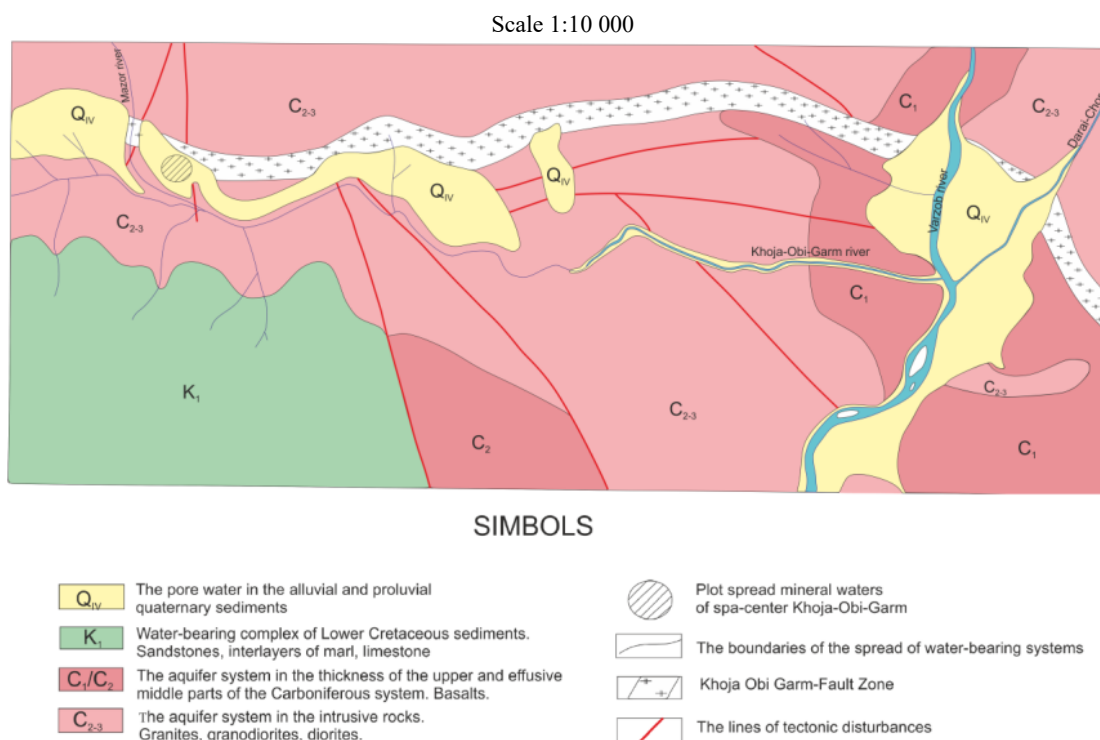 Scale 1:10 000
Mazor river
QIV
C2-3
C1
C2-3
Darai-Cho
QIV
QIV
QIV
Varzob river
C2-3
Khoja-Obi-Garm river
C1
K1
C2-3
C2-3
C2
C1
SIMBOLS
QIV The pore water in the alluvial and proluvial
quaternary sediments
K1 Water-bearing complex of Lower Cretaceous sediments.
Sandstones, interlayers of marl, limestone
C1/C2 The aquifer system in the thickness of the upper and effusive
middle parts of the Carboniferous system. Basalts.
C2-3 The aquifer system in the intrusive rocks.
Granites, granodiorites, diorites.
Plot spread mineral waters
of spa-center Khoja-Obi-Garm
The boundaries of the spread of water-bearing systems
Khoja Obi Garm-Fault Zone
The lines of tectonic disturbances